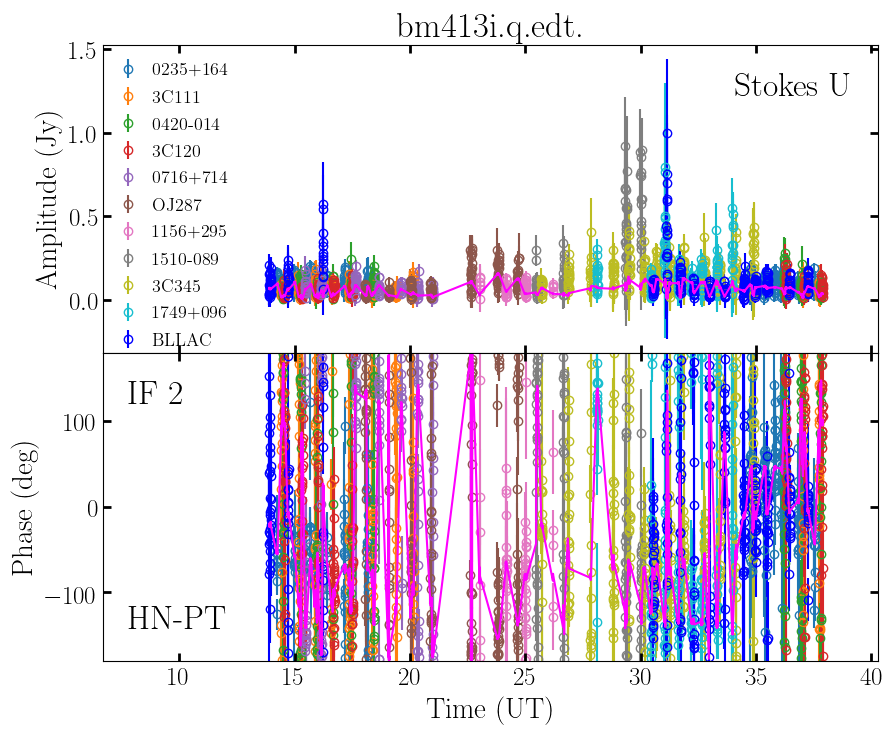 bm413i.q.edt.
1.5
1.0
0.5
0.0
Amplitude (Jy)
Stokes U
0235+164
3C111
0420-014
3C120
0716+714
OJ287
1156+295
1510-089
3C345
1749+096
BLLAC
IF 2
100
0
−100
Phase (deg)
HN-PT
10 15 20 25 30 35 40
Time (UT)